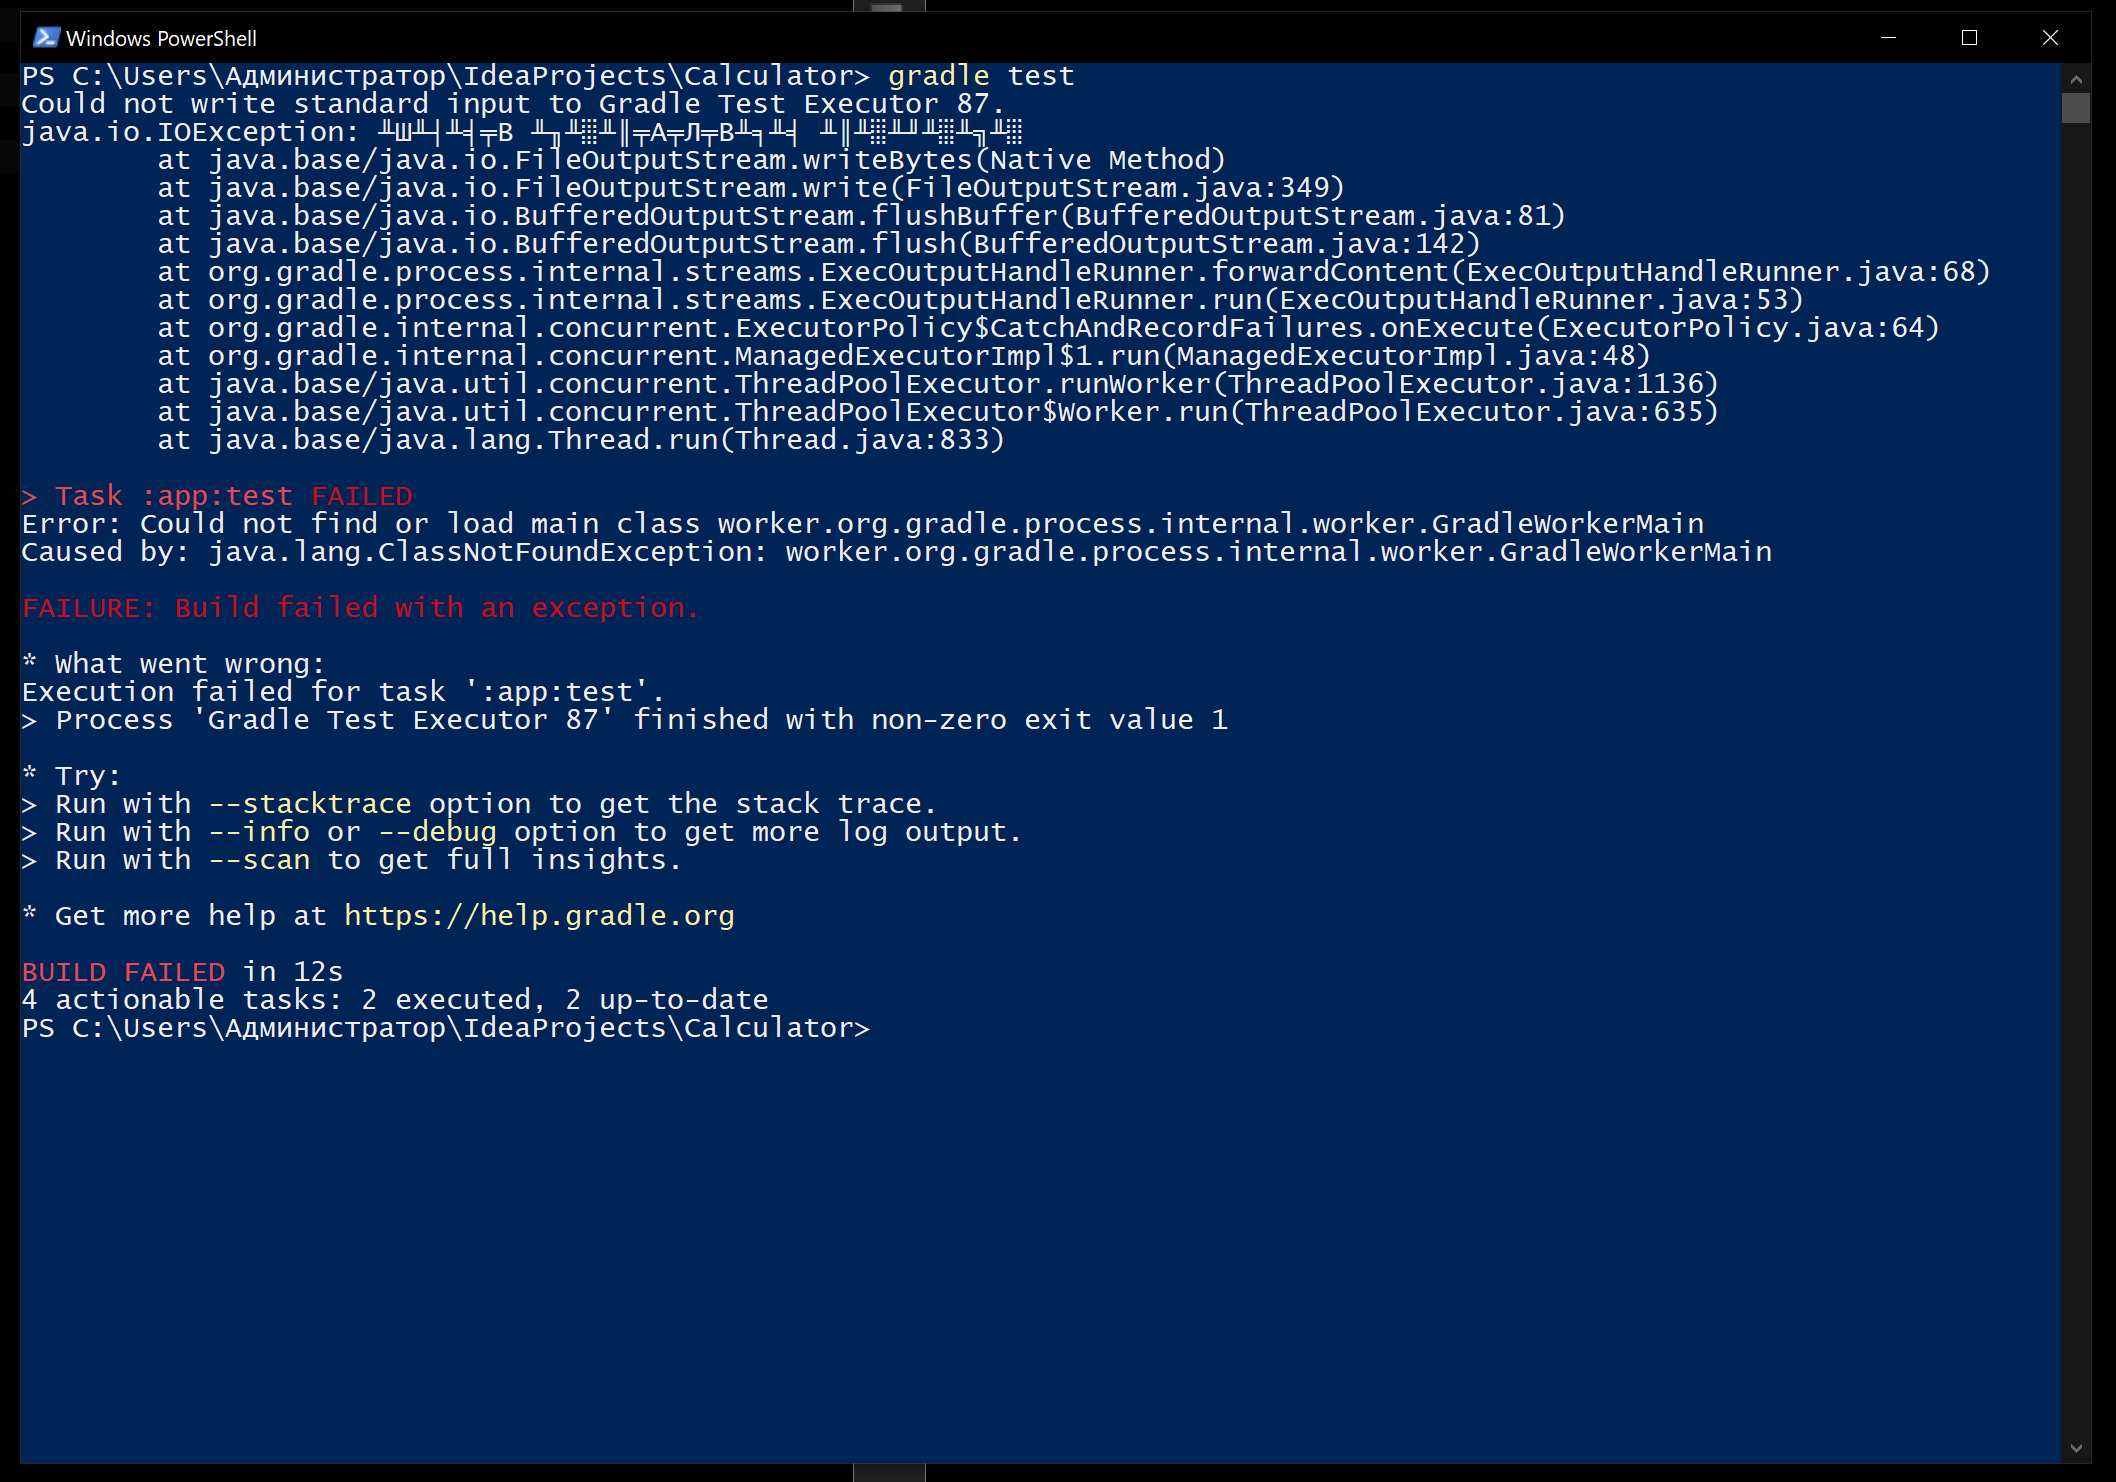 Windows PowerShell
PS C:\Users\Администратор\IdeaProjects\Calculator> gradle test
Could not write standard input to Gradle Test Executor 87.
java.io.IOException:
at java.base/java.io.FileOutputStream.writeBytes(Native Method)
at java.base/java.io.FileOutputStream.write(FileOutputStream.java:349)
at java.base/java.io.BufferedOutputStream.flushBuffer(BufferedOutputStream.java:81)
at java.base/java.io.BufferedOutputStream.flush(BufferedOutputStream.java:142)
at org.gradle.process.internal.streams.ExecOutputHandleRunner.forwardContent(ExecOutputHandleRunner.java:68)
at org.gradle.process.internal.streams.ExecOutputHandleRunner.run(ExecOutputHandleRunner.java:53)
at org.gradle.internal.concurrent.ExecutorPolicy$CatchAndRecordFailures.onExecute(ExecutorPolicy.java:64)
at org.gradle.internal.concurrent.ManagedExecutorImpl$1.run(ManagedExecutorImpl.java:48)
at java.base/java.util.concurrent.ThreadPoolExecutor.runWorker(ThreadPoolExecutor.java:1136)
at java.base/java.util.concurrent.ThreadPoolExecutor$Worker.run(ThreadPoolExecutor.java:635)
at java.base/java.lang.Thread.run(Thread.java:833)
> Task :app:test FAILED
Error: Could not find or load main class worker.org.gradle.process.internal.worker.GradleWorkerMain
Caused by: java.lang.ClassNotFoundException: worker.org.gradle.process.internal.worker.GradleWorkerMain
FAILURE: Build failed with an exception.
* What went wrong:
Execution failed for task ':app:test'.
> Process 'Gradle Test Executor 87' finished with non-zero exit value 1
* Try:
> Run with --stacktrace option to get the stack trace.
> Run with --info or --debug option to get more log output.
> Run with --scan to get full insights.
* Get more help at https://help.gradle.org
BUILD FAILED in 12s
4 actionable tasks: 2 executed, 2 up-to-date
PS C:\Users\Администратор\IdeaProjects\Calculator>